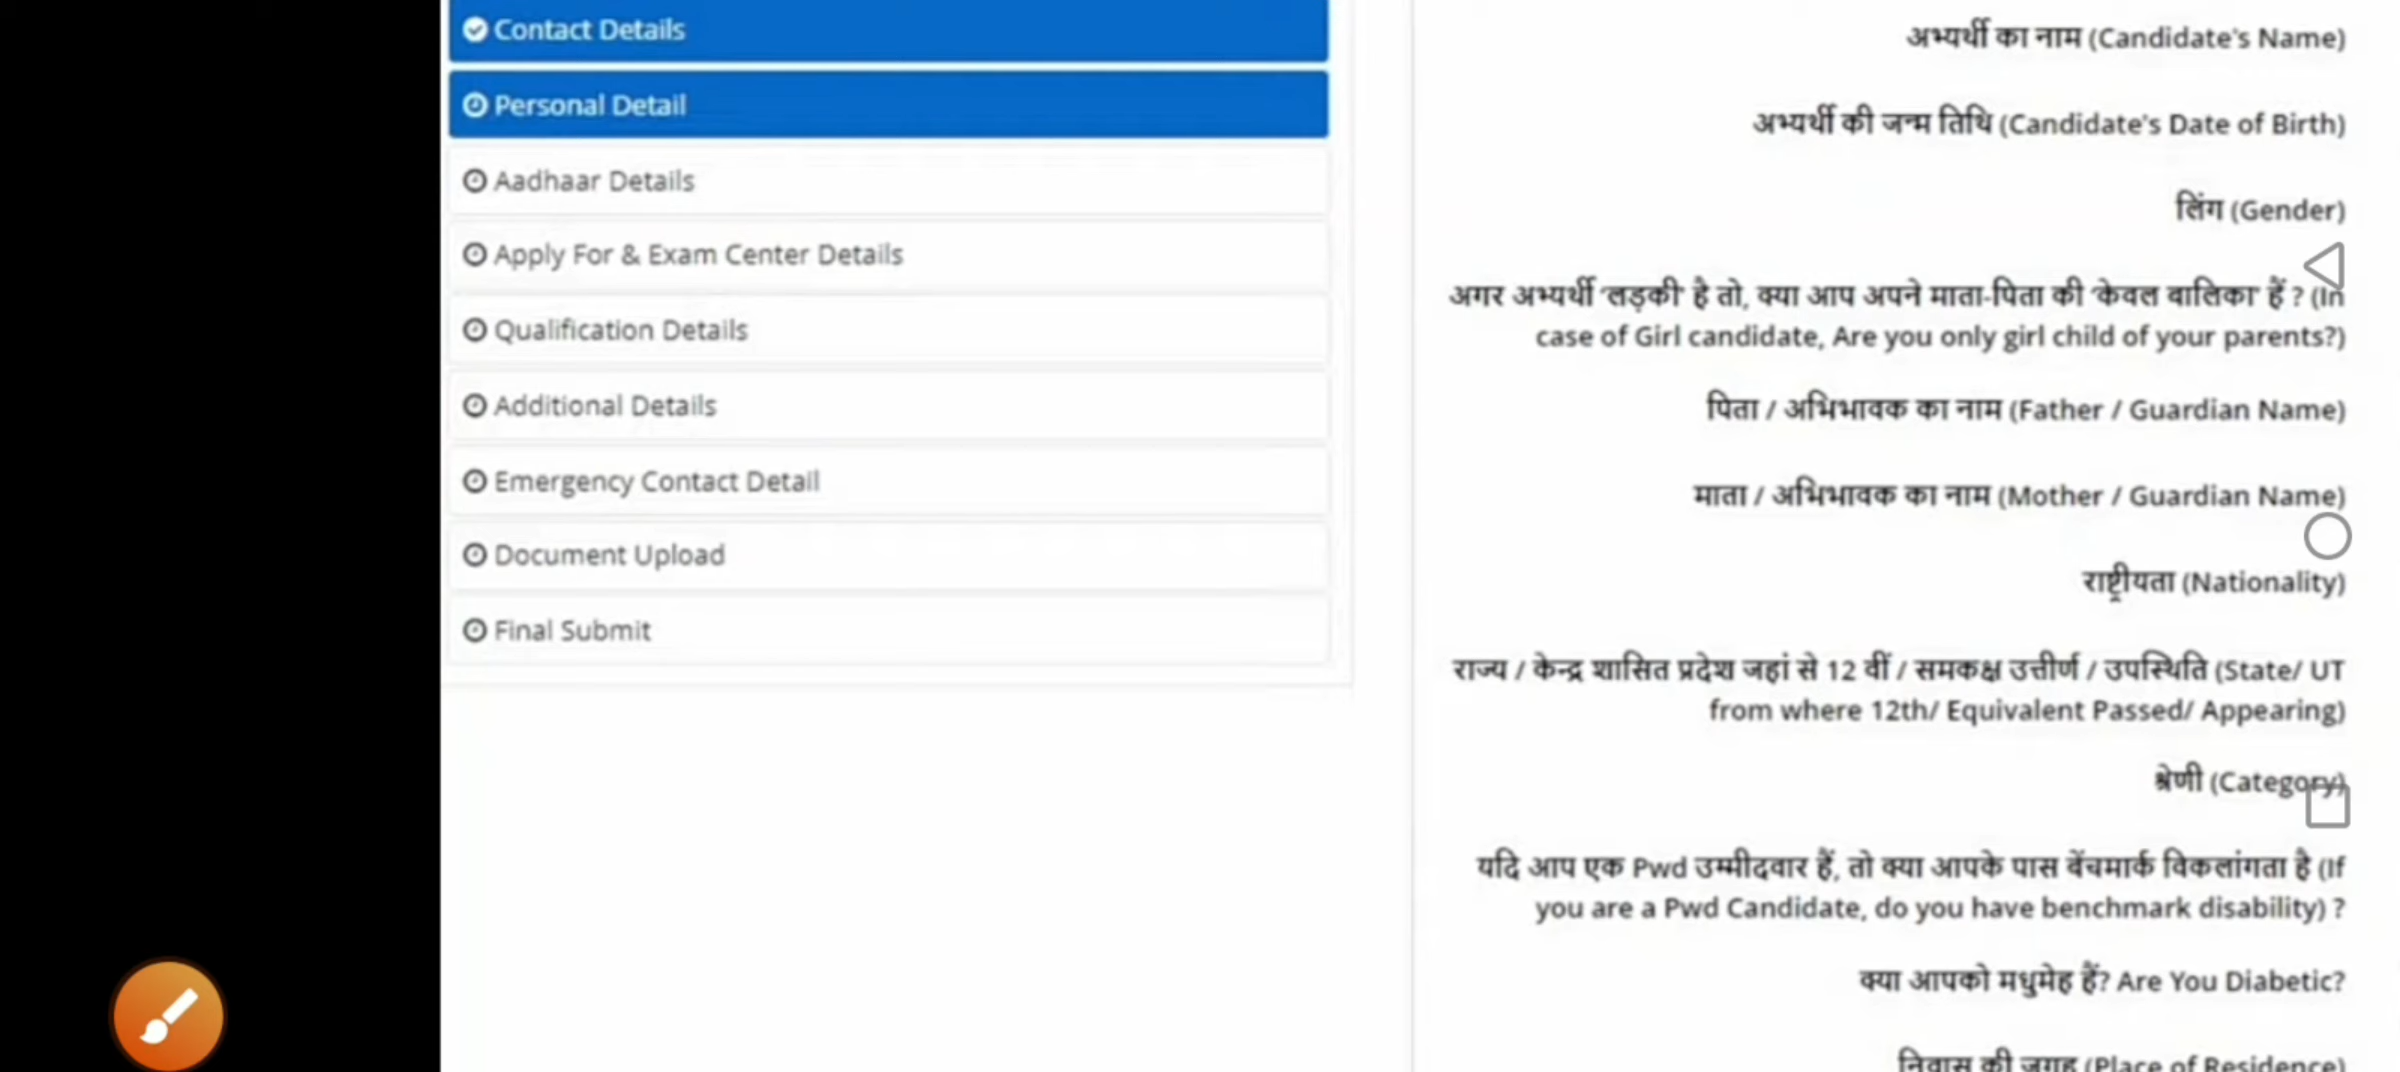 Contact Details
Personal Detail
Aadhaar Details
Apply For & Exam Center Details
Qualification Details
Additional Details
Emergency Contact Detail
Document Upload
Final Submit
अभ्यर्थी का नाम (Candidate's Name)
अभ्यर्थी की जन्म तिथि (Candidate's Date of Birth)
लिंग (Gender)
अगर अभ्यर्थी 'लड़की' है तो, क्या आप अपने माता-पिता की 'केवल बालिका' हैं ? (In
case of Girl candidate, Are you only girl child of your parents?)
पिता / अभिभावक का नाम (Father / Guardian Name)
माता / अभिभावक का नाम (Mother / Guardian Name)
राष्ट्रीयता (Nationality)
राज्य / केन्द्र शासित प्रदेश जहां से 12 वीं / समकक्ष उत्तीर्ण / उपस्थिति (State/ UT
from where 12th/ Equivalent Passed/ Appearing)
श्रेणी (Category)
यदि आप एक Pwd उम्मीदवार हैं, तो क्या आपके पास बेंचमार्क विकलांगता है (If
you are a Pwd Candidate, do you have benchmark disability) ?
क्या आपको मधुमेह हैं? Are You Diabetic?
निवास की जगह (Place of Residence)